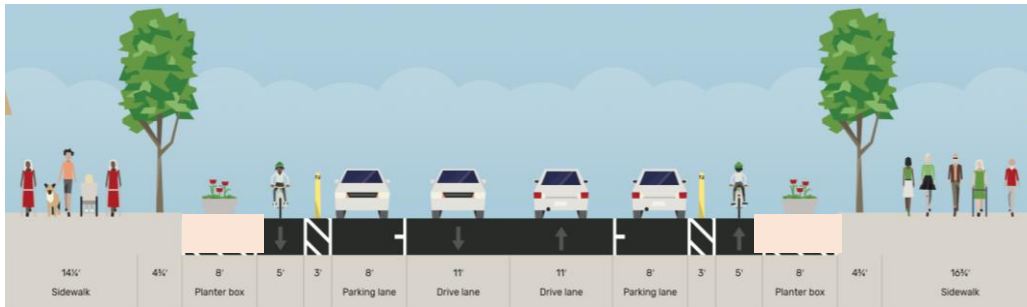 14¼' 4¾' 8' 5' 3' 8' 11' 11' 8' 3' 5' 8' 4¾' 16¾'
Sidewalk Planter box Parking lane Drive lane Drive lane Parking lane Planter box Sidewalk